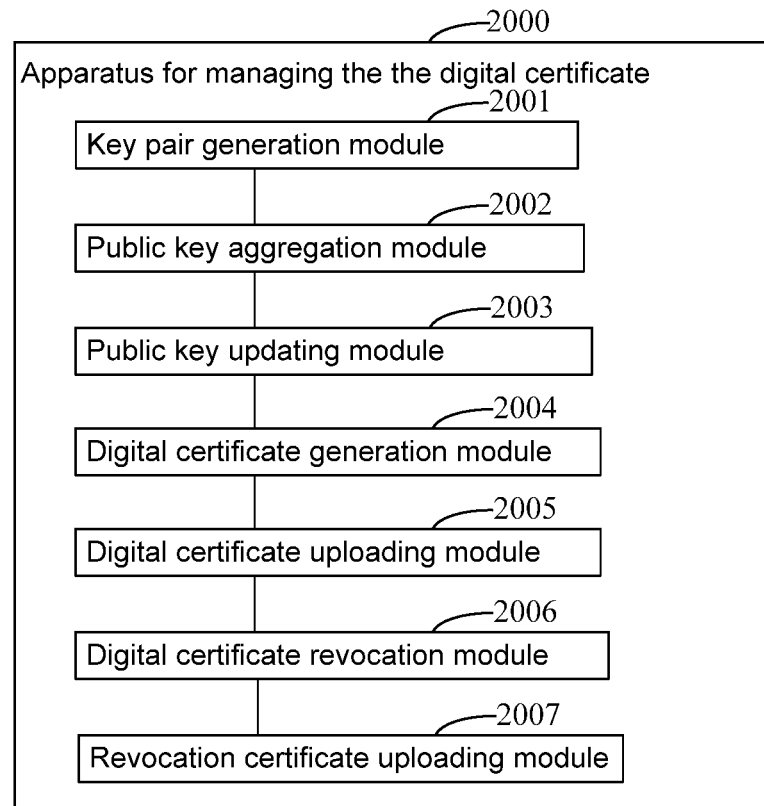 2000
Apparatus for managing the the digital certificate
2001
Key pair generation module
2002
Public key aggregation module
2003
Public key updating module
2004
Digital certificate generation module
2005
Digital certificate uploading module
2006
Digital certificate revocation module
2007
Revocation certificate uploading module